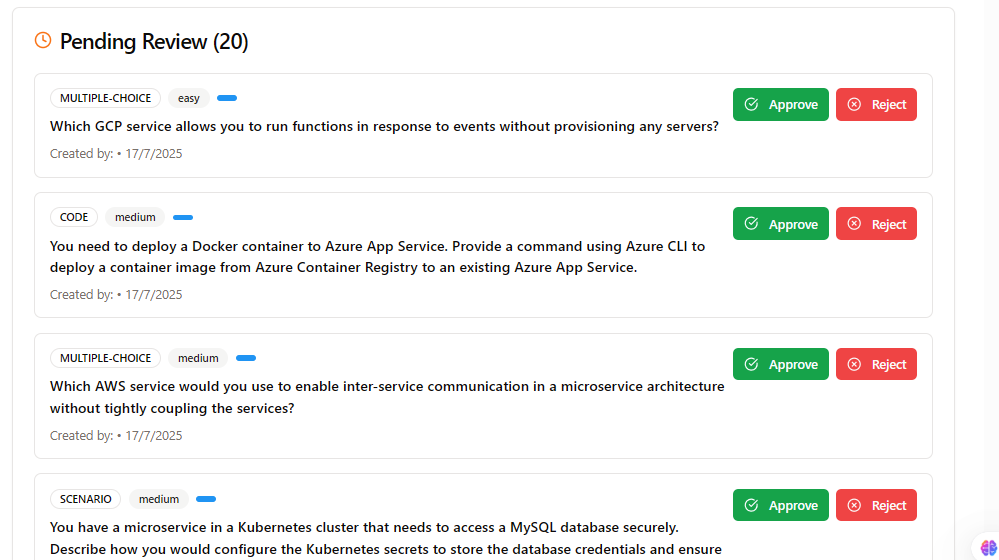 Pending Review (20)
MULTIPLE-CHOICE easy
Approve Reject
Which GCP service allows you to run functions in response to events without provisioning any servers?
Created by: • 17/7/2025
CODE medium
Approve Reject
You need to deploy a Docker container to Azure App Service. Provide a command using Azure CLI to
deploy a container image from Azure Container Registry to an existing Azure App Service.
Created by: • 17/7/2025
MULTIPLE-CHOICE medium
Approve Reject
Which AWS service would you use to enable inter-service communication in a microservice architecture
without tightly coupling the services?
Created by: • 17/7/2025
SCENARIO medium
Approve Reject
You have a microservice in a Kubernetes cluster that needs to access a MySQL database securely.
Describe how you would configure the Kubernetes secrets to store the database credentials and ensure